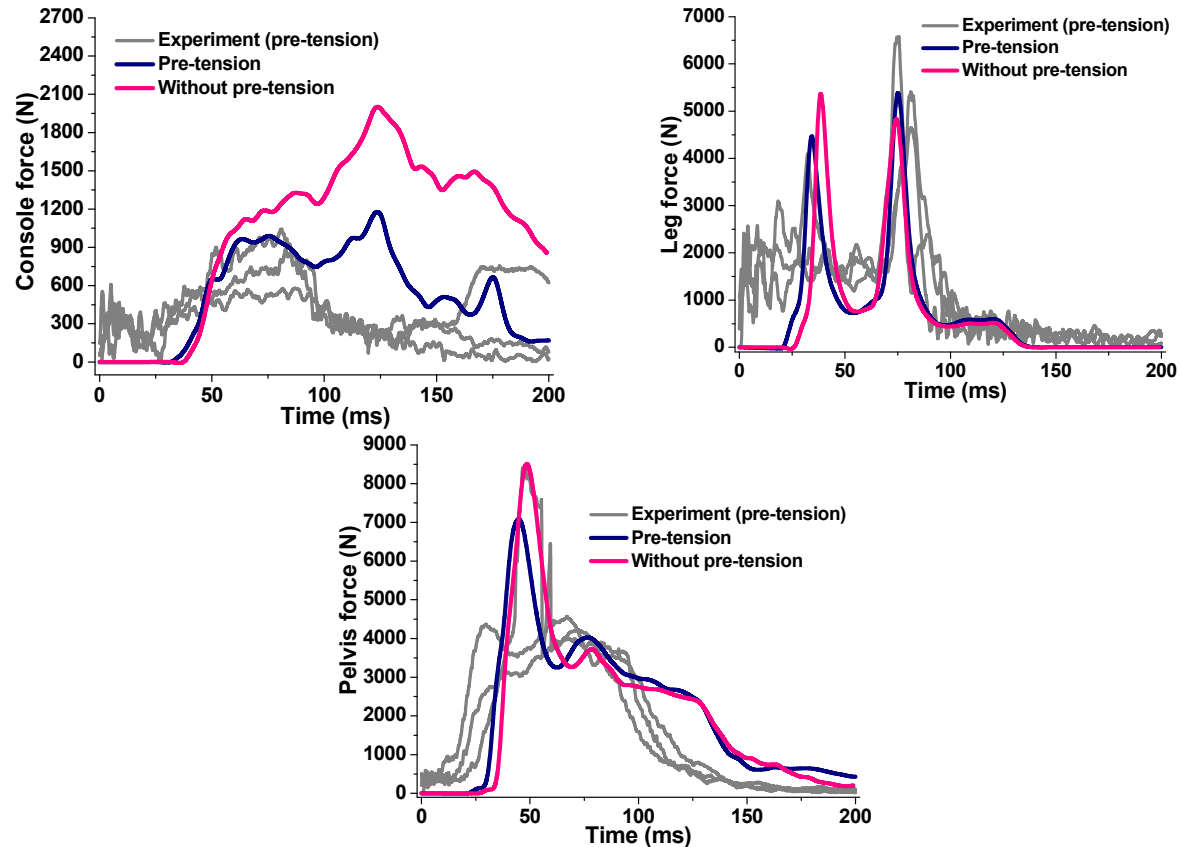 Console force (N)
2700
2400
2100
1800
1500
1200
900
600
300
0
Experiment (pre-tension)
Pre-tension
Without pre-tension
0 50 100 150 200
Time (ms)
Leg force (N)
7000
6000
5000
4000
3000
2000
1000
0
Experiment (pre-tension)
Pre-tension
Without pre-tension
0 50 100 150 200
Time (ms)
Pelvis force (N)
9000
8000
7000
6000
5000
4000
3000
2000
1000
0
Experiment (pre-tension)
Pre-tension
Without pre-tension
0 50 100 150 200
Time (ms)